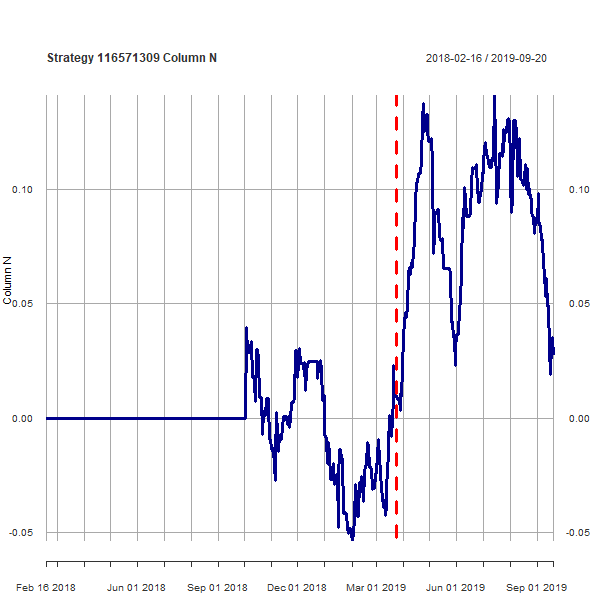 Strategy 116571309 Column N
2018-02-16 / 2019-09-20
0.10
0.10
Column N
0.05
0.05
0.00
0.00
-0.05
-0.05
Feb 16 2018
Jun 01 2018
Sep 01 2018
Dec 01 2018
Mar 01 2019
Jun 01 2019
Sep 01 2019